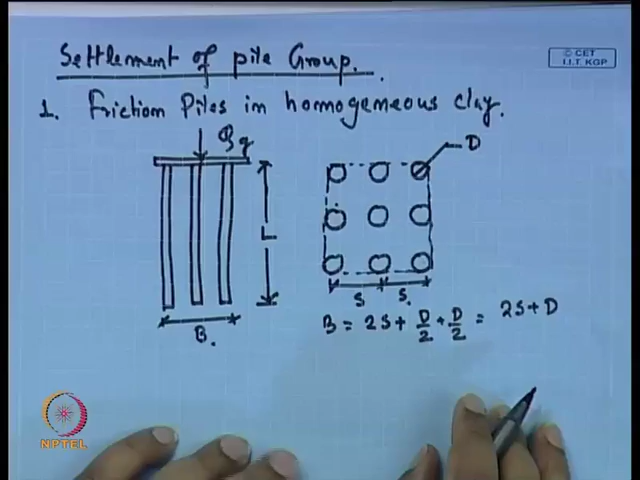 Settlement of pile Group.
© CET
I.I.T. KGP
1. Friction Piles in homogeneous clay.
Qg
D
L
S S.
B.
B = 2S + D/2 + D/2 = 2S + D
NPTEL